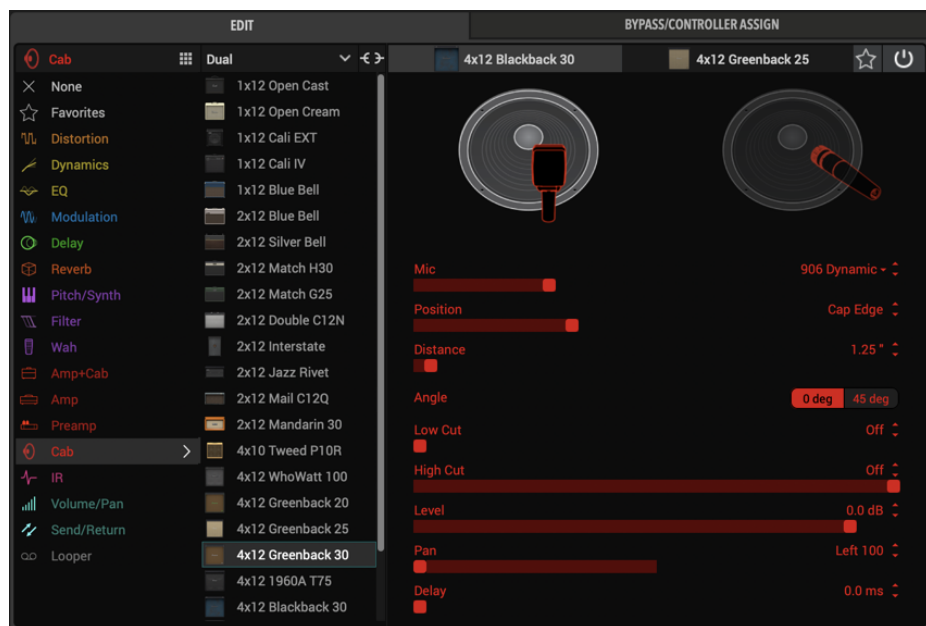 EDIT
BYPASS/CONTROLLER ASSIGN
Cab
Dual
4x12 Blackback 30
4x12 Greenback 25
None
Favorites
Distortion
Dynamics
EQ
Modulation
Delay
Reverb
Pitch/Synth
Filter
Wah
Amp+Cab
Amp
Preamp
Cab
IR
Volume/Pan
Send/Return
Looper
1x12 Open Cast
1x12 Open Cream
1x12 Cali EXT
1x12 Cali IV
1x12 Blue Bell
2x12 Blue Bell
2x12 Silver Bell
2x12 Match H30
2x12 Match G25
2x12 Double C12N
2x12 Interstate
2x12 Jazz Rivet
2x12 Mail C12Q
2x12 Mandarin 30
4x10 Tweed P10R
4x12 WhoWatt 100
4x12 Greenback 20
4x12 Greenback 25
4x12 Greenback 30
4x12 1960A T75
4x12 Blackback 30
Mic 906 Dynamic
Position Cap Edge
Distance 1.25 "
Angle 0 deg 45 deg
Low Cut Off
High Cut Off
Level 0.0 dB
Pan Left 100
Delay 0.0 ms